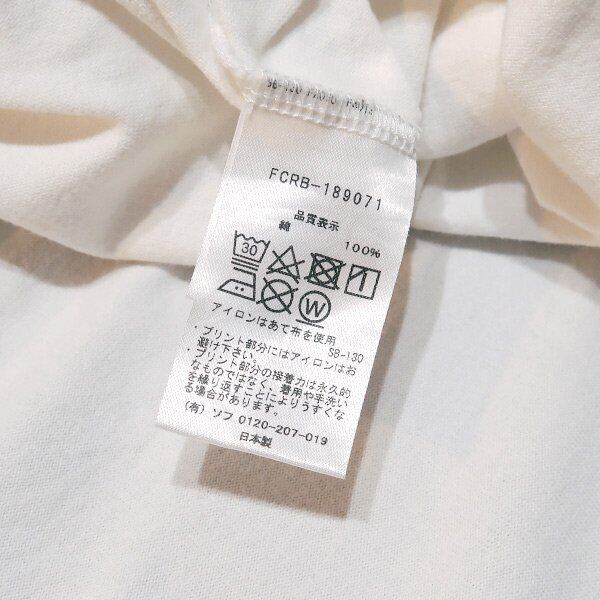 FCRB-189071
品質表示
綿 100%
30
W
アイロンはあて布を使用
SB-130
・プリント部分にはアイロンはお
避け下さい。
・プリント部分の接着力は永久的
なものではなく、着用や手洗い
を繰り返すことによりうすくな
る場合があります。
(有) ソフ 0120-207-019
日本製